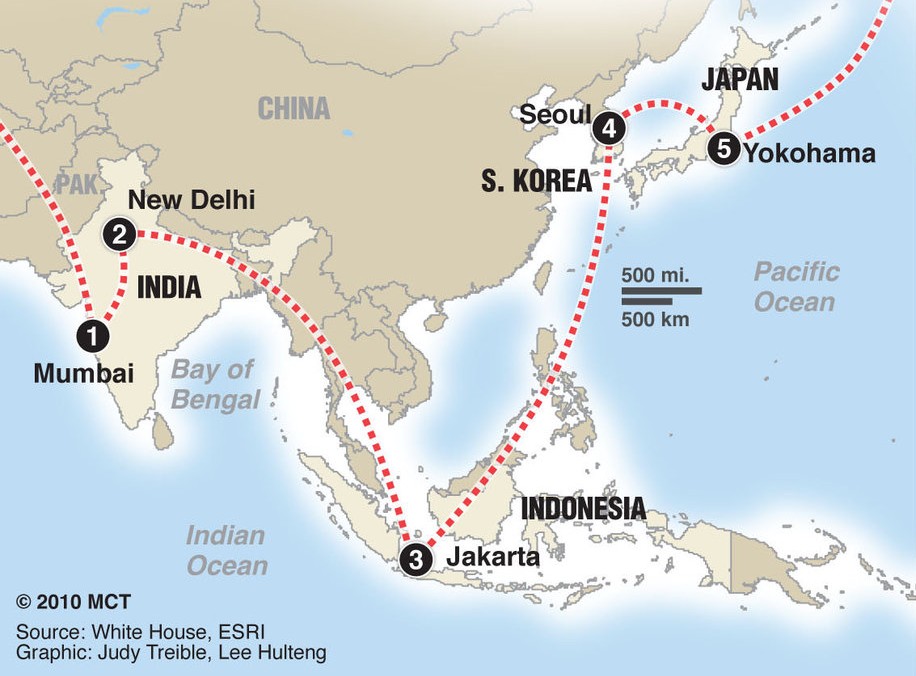 JAPAN
CHINA
Seoul
4
5
Yokohama
PAK.
S. KOREA
New Delhi
2
INDIA
500 mi.
500 km
Pacific
Ocean
1
Mumbai
Bay of
Bengal
INDONESIA
Indian
Ocean
3
Jakarta
© 2010 MCT
Source: White House, ESRI
Graphic: Judy Treible, Lee Hulteng